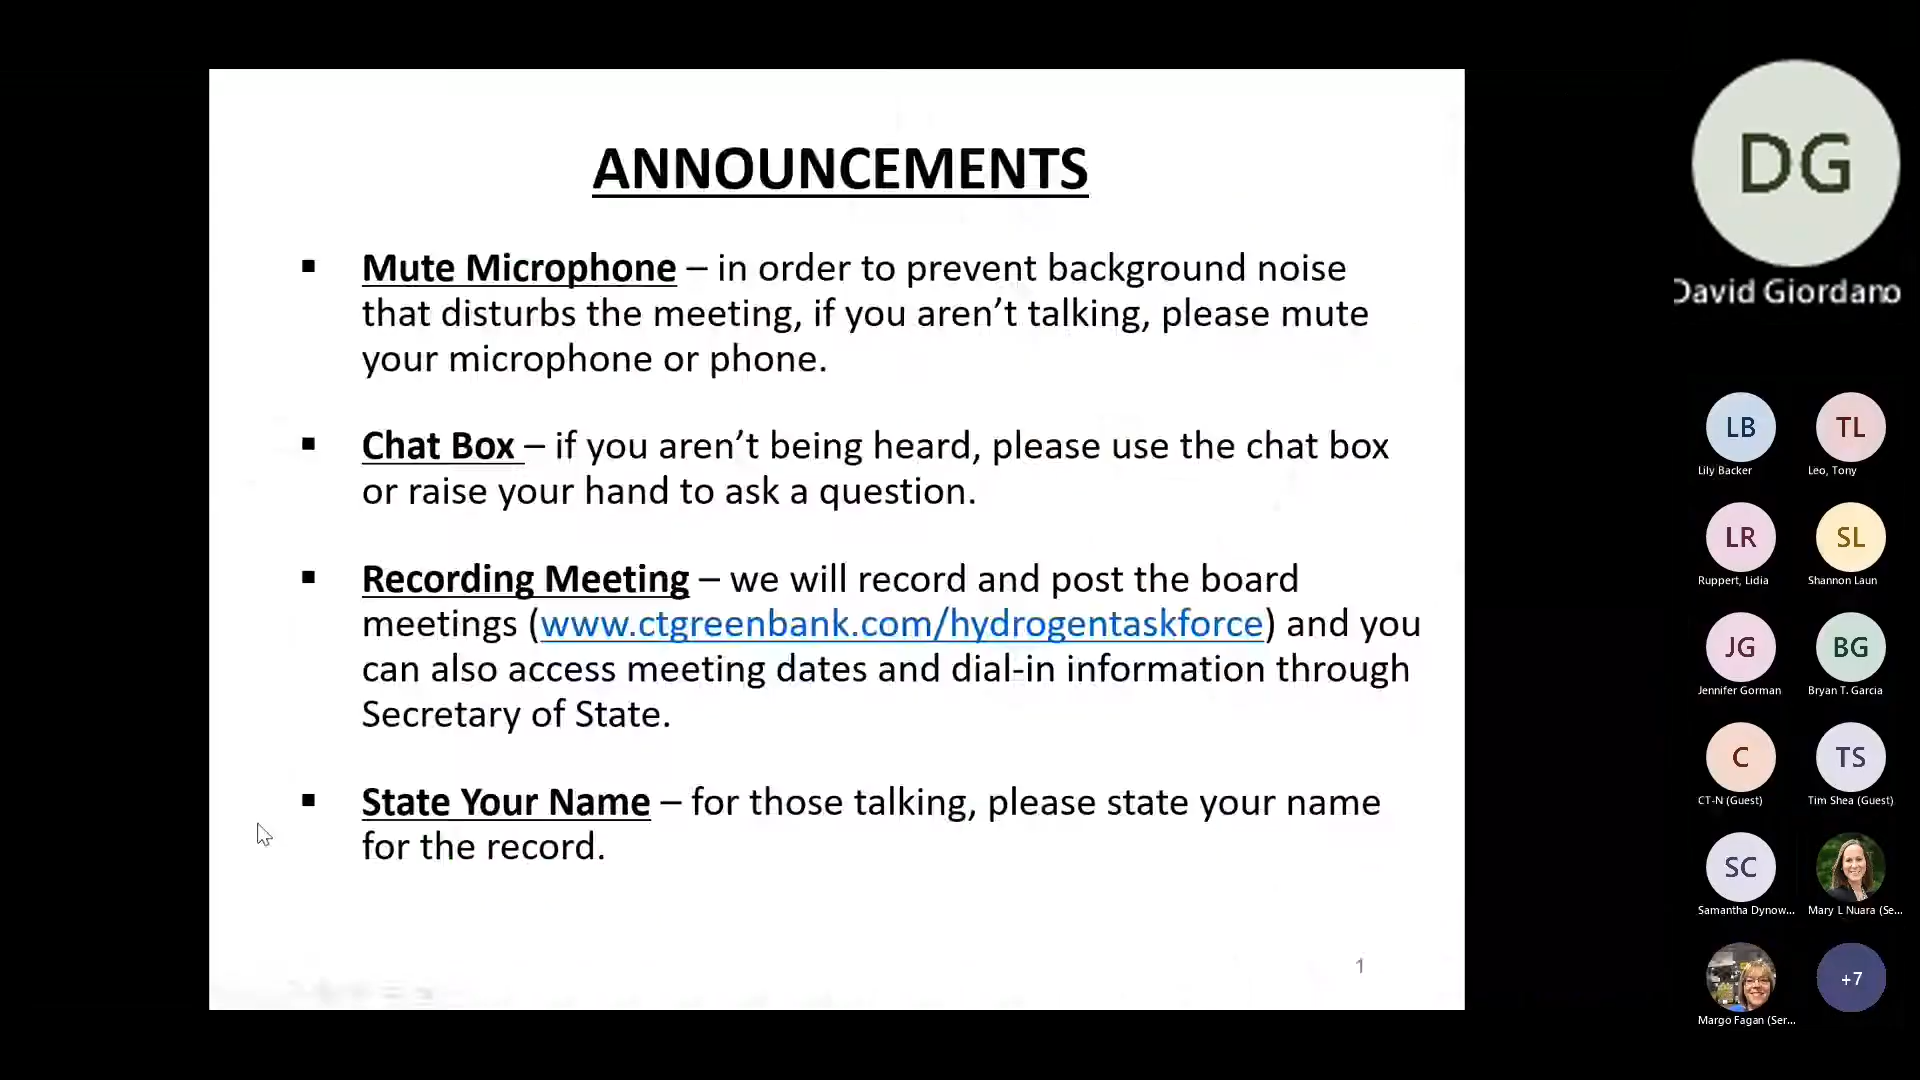 ANNOUNCEMENTS
▪ Mute Microphone – in order to prevent background noise
that disturbs the meeting, if you aren’t talking, please mute
your microphone or phone.
▪ Chat Box – if you aren’t being heard, please use the chat box
or raise your hand to ask a question.
▪ Recording Meeting – we will record and post the board
meetings (www.ctgreenbank.com/hydrogentaskforce) and you
can also access meeting dates and dial-in information through
Secretary of State.
▪ State Your Name – for those talking, please state your name
for the record.
1
DG
David Giordano
LB
Lily Backer
TL
Leo, Tony
LR
Ruppert, Lidia
SL
Shannon Laun
JG
Jennifer Gorman
BG
Bryan T. Garcia
C
CT-N (Guest)
TS
Tim Shea (Guest)
SC
Samantha Dynow...
Mary L Nuara (Se...
Margo Fagan (Ser...
+7